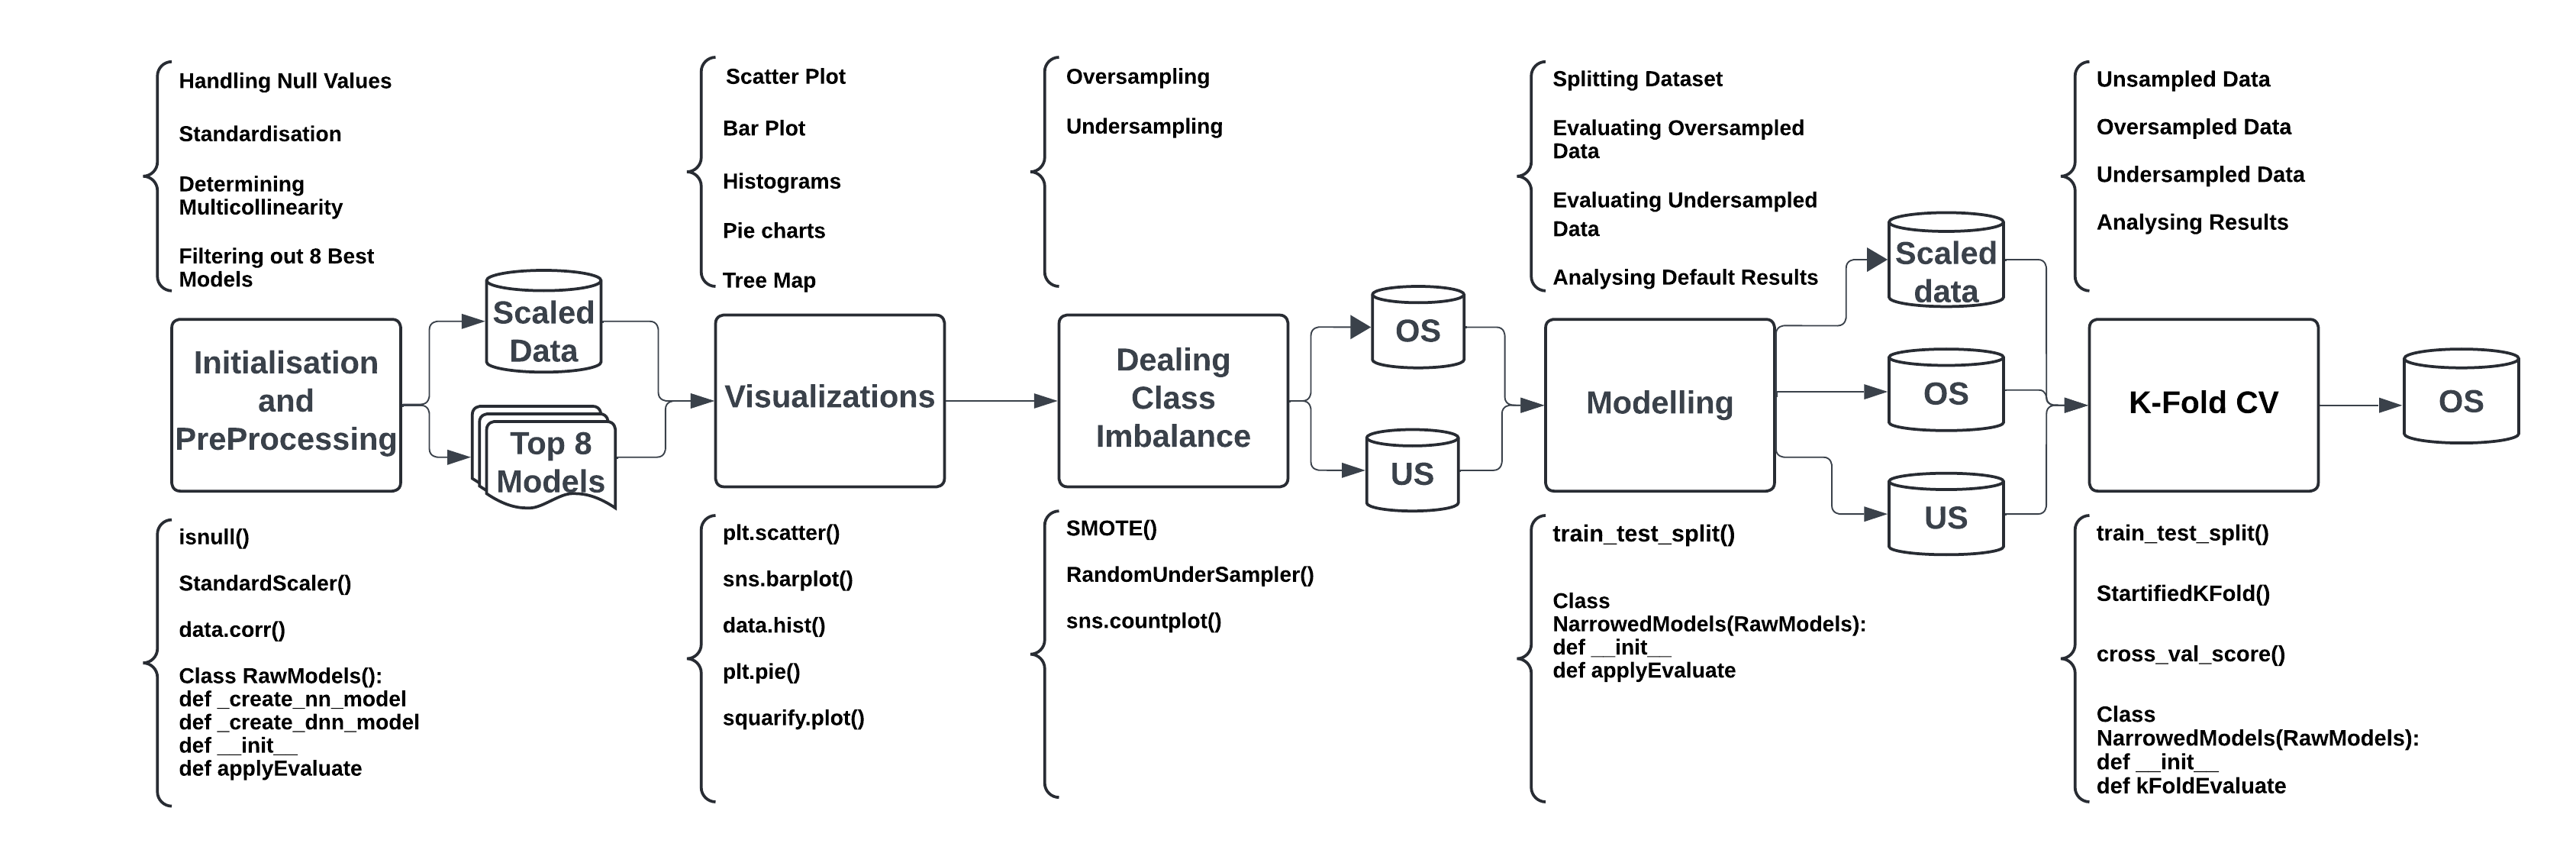 Handling Null Values
Standardisation
Determining
Multicollinearity
Filtering out 8 Best
Models
Scatter Plot
Bar Plot
Histograms
Pie charts
Tree Map
Oversampling
Undersampling
Splitting Dataset
Evaluating Oversampled
Data
Evaluating Undersampled
Data
Analysing Default Results
Unsampled Data
Oversampled Data
Undersampled Data
Analysing Results
Initialisation
and
PreProcessing
Scaled
Data
Top 8
Models
Visualizations
Dealing
Class
Imbalance
OS
US
Modelling
Scaled
data
OS
US
K-Fold CV
OS
isnull()
StandardScaler()
data.corr()
Class RawModels():
def _create_nn_model
def _create_dnn_model
def __init__
def applyEvaluate
plt.scatter()
sns.barplot()
data.hist()
plt.pie()
squarify.plot()
SMOTE()
RandomUnderSampler()
sns.countplot()
train_test_split()
Class
NarrowedModels(RawModels):
def __init__
def applyEvaluate
train_test_split()
StartifiedKFold()
cross_val_score()
Class
NarrowedModels(RawModels):
def __init__
def kFoldEvaluate